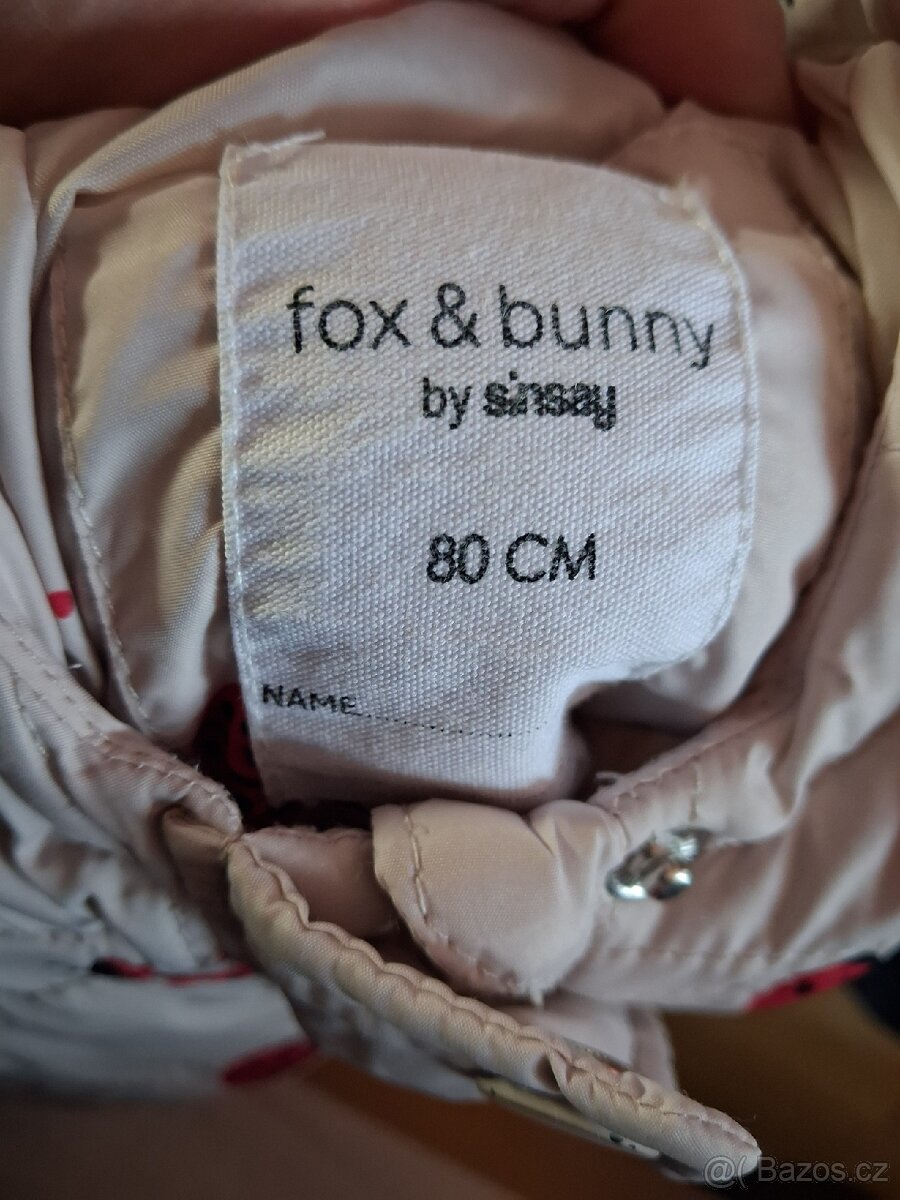 fox & bunny
by sinsay
80 CM
NAME......................
@( Bazos.cz